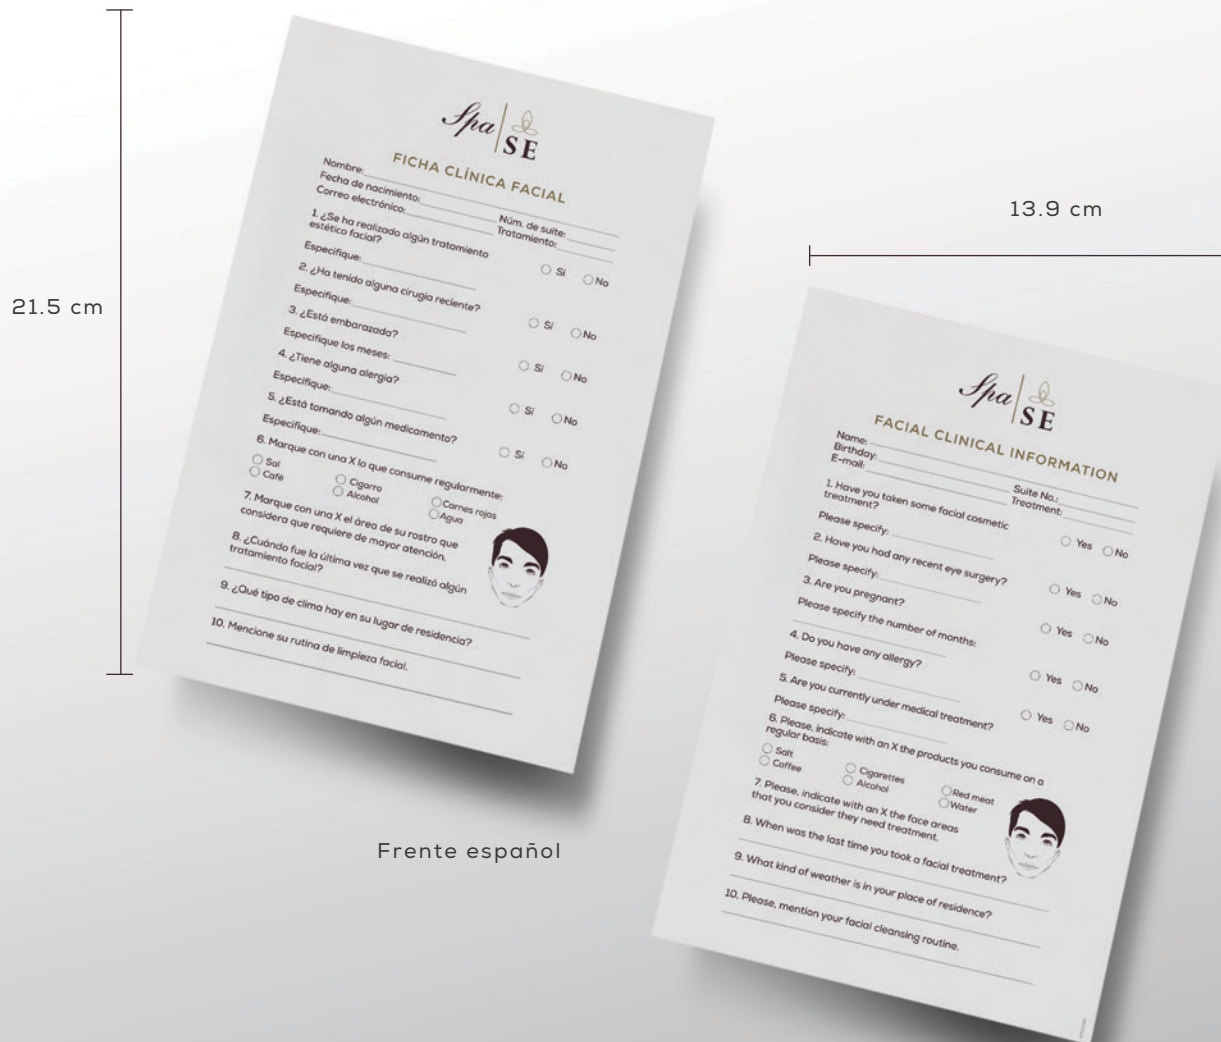 21.5 cm
Spa SE
FICHA CLÍNICA FACIAL
Nombre:
Fecha de nacimiento: Núm. de suite:
Correo electrónico: Tratamiento:
1. ¿Se ha realizado algún tratamiento
estético facial?
Sí No
Especifique:
2. ¿Ha tenido alguna cirugía reciente?
Sí No
Especifique:
3. ¿Está embarazada?
Sí No
Especifique los meses:
4. ¿Tiene alguna alergia?
Sí No
Especifique:
5. ¿Está tomando algún medicamento?
Sí No
Especifique:
6. Marque con una X lo que consume regularmente:
Sal Cigarro Carnes rojas
Café Alcohol Agua
7. Marque con una X el área de su rostro que
considera que requiere de mayor atención.
8. ¿Cuándo fue la última vez que se realizó algún
tratamiento facial?
9. ¿Qué tipo de clima hay en su lugar de residencia?
10. Mencione su rutina de limpieza facial.
Frente español
13.9 cm
Spa SE
FACIAL CLINICAL INFORMATION
Name:
Birthday: Suite No.:
E-mail: Treatment:
1. Have you taken some facial cosmetic
treatment?
Yes No
Please specify:
2. Have you had any recent eye surgery?
Yes No
Please specify:
3. Are you pregnant?
Yes No
Please specify the number of months:
4. Do you have any allergy?
Yes No
Please specify:
5. Are you currently under medical treatment?
Yes No
Please specify:
6. Please, indicate with an X the products you consume on a
regular basis:
Salt Cigarettes Red meat
Coffee Alcohol Water
7. Please, indicate with an X the face areas
that you consider they need treatment.
8. When was the last time you took a facial treatment?
9. What kind of weather is in your place of residence?
10. Please, mention your facial cleansing routine.